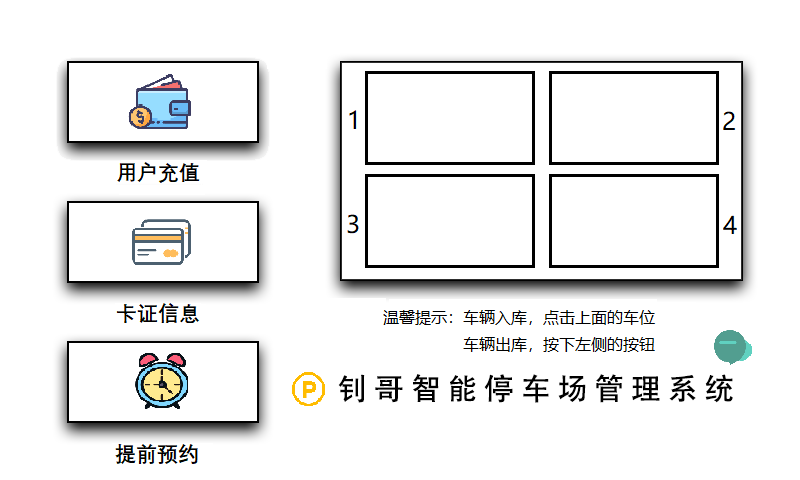 用户充值
卡证信息
提前预约
1
2
3
4
温馨提示：车辆入库，点击上面的车位
车辆出库，按下左侧的按钮
P 钊哥智能停车场管理系统